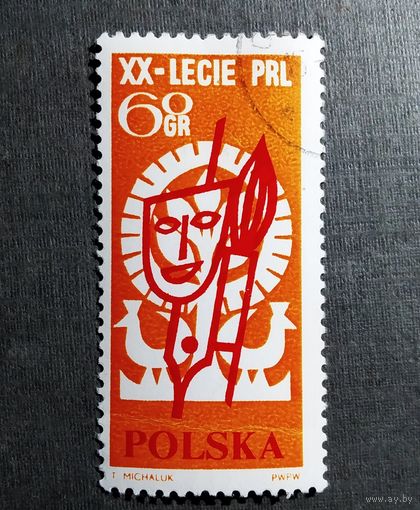 XX-LECIE PRL
60
GR
POLSKA
T MICHALUK PWPW
www.ay.by